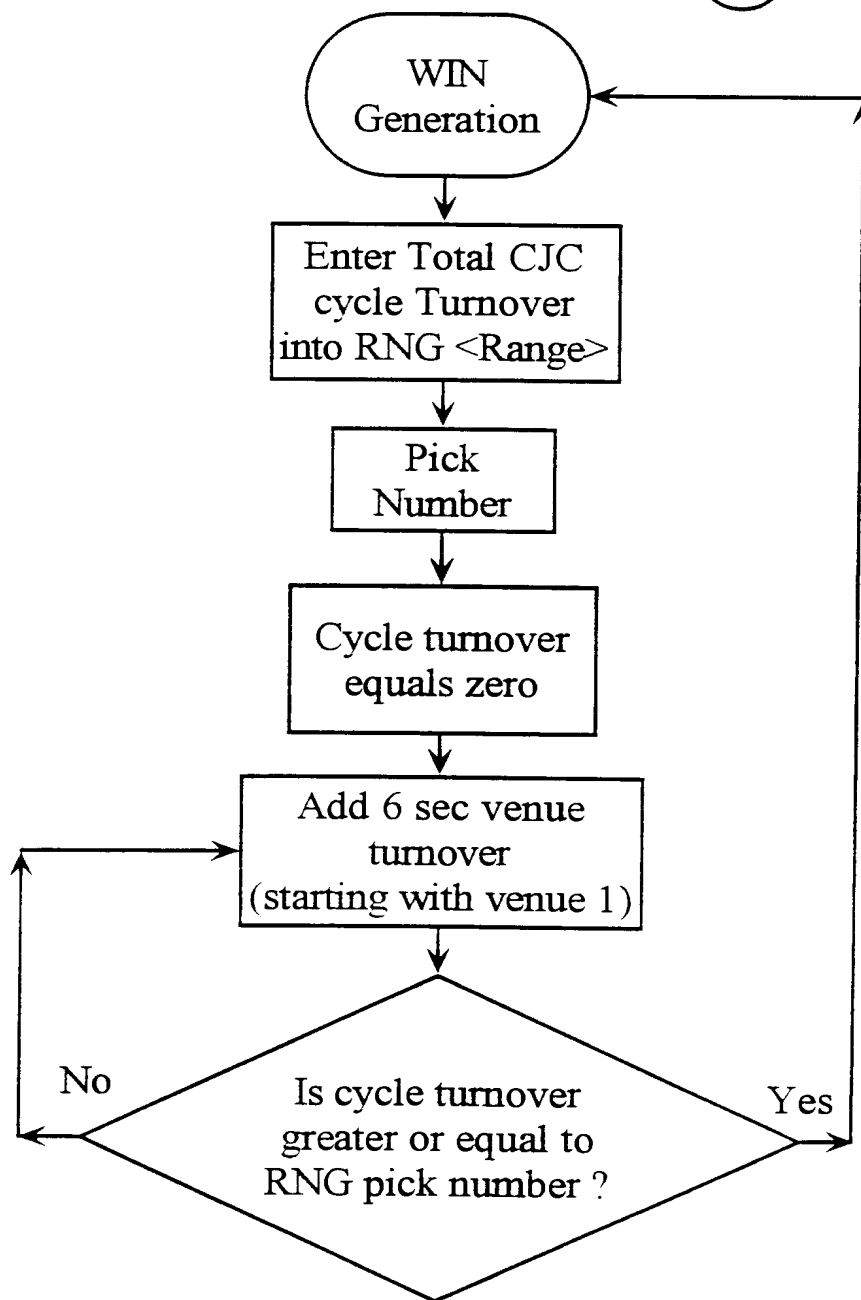 WIN
Generation
Enter Total CJC
cycle Turnover
into RNG <Range>
Pick
Number
Cycle turnover
equals zero
Add 6 sec venue
turnover
(starting with venue 1)
No
Yes
Is cycle turnover
greater or equal to
RNG pick number ?